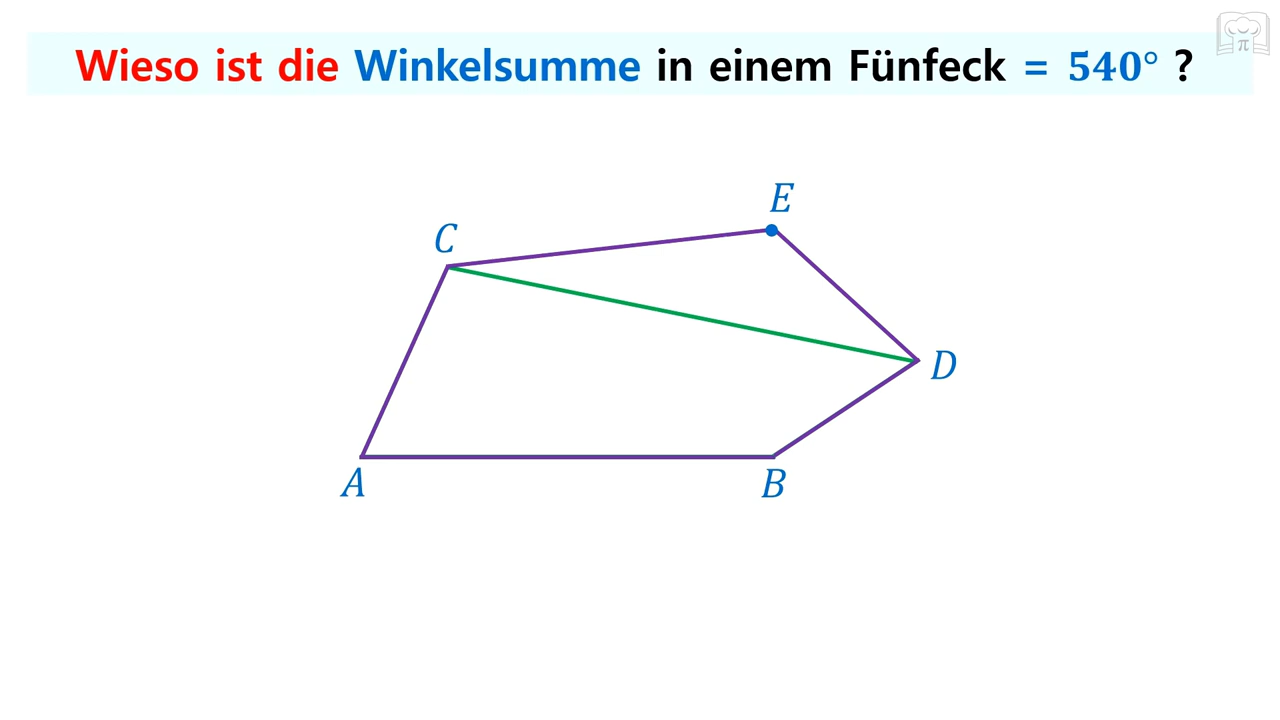 Wieso ist die Winkelsumme in einem Fünfeck = 540° ?
E
C
D
A
B
π